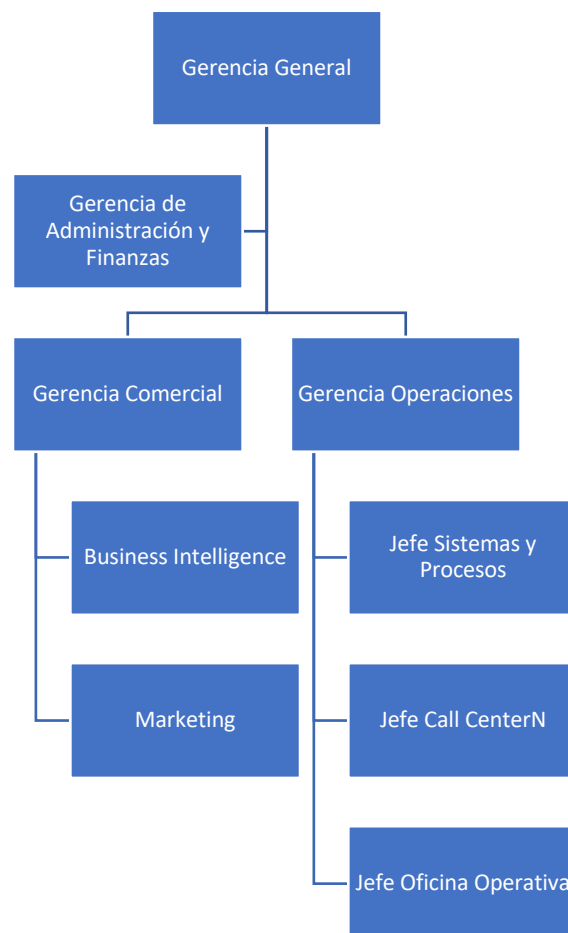 Gerencia General
Gerencia de
Administración y
Finanzas
Gerencia Comercial
Gerencia Operaciones
Business Intelligence
Jefe Sistemas y
Procesos
Marketing
Jefe Call CenterN
Jefe Oficina Operativa